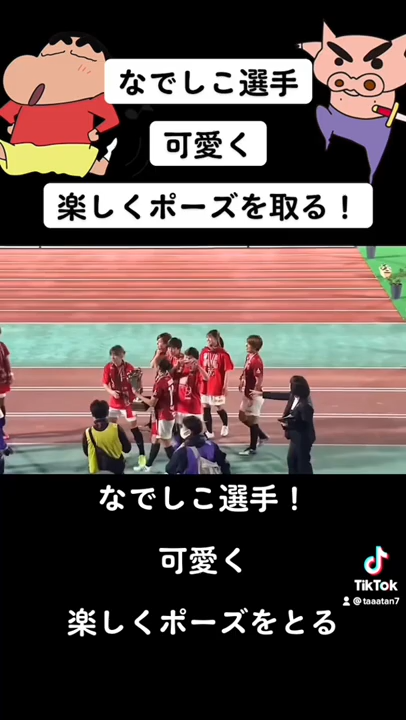 なでしこ選手
可愛く
楽しくポーズを取る！
なでしこ選手！
可愛く
楽しくポーズをとる
TikTok
@taaatan7